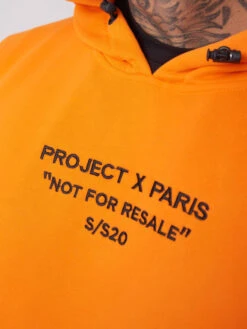 PROJECT X PARIS
"NOT FOR RESALE"
S/S20